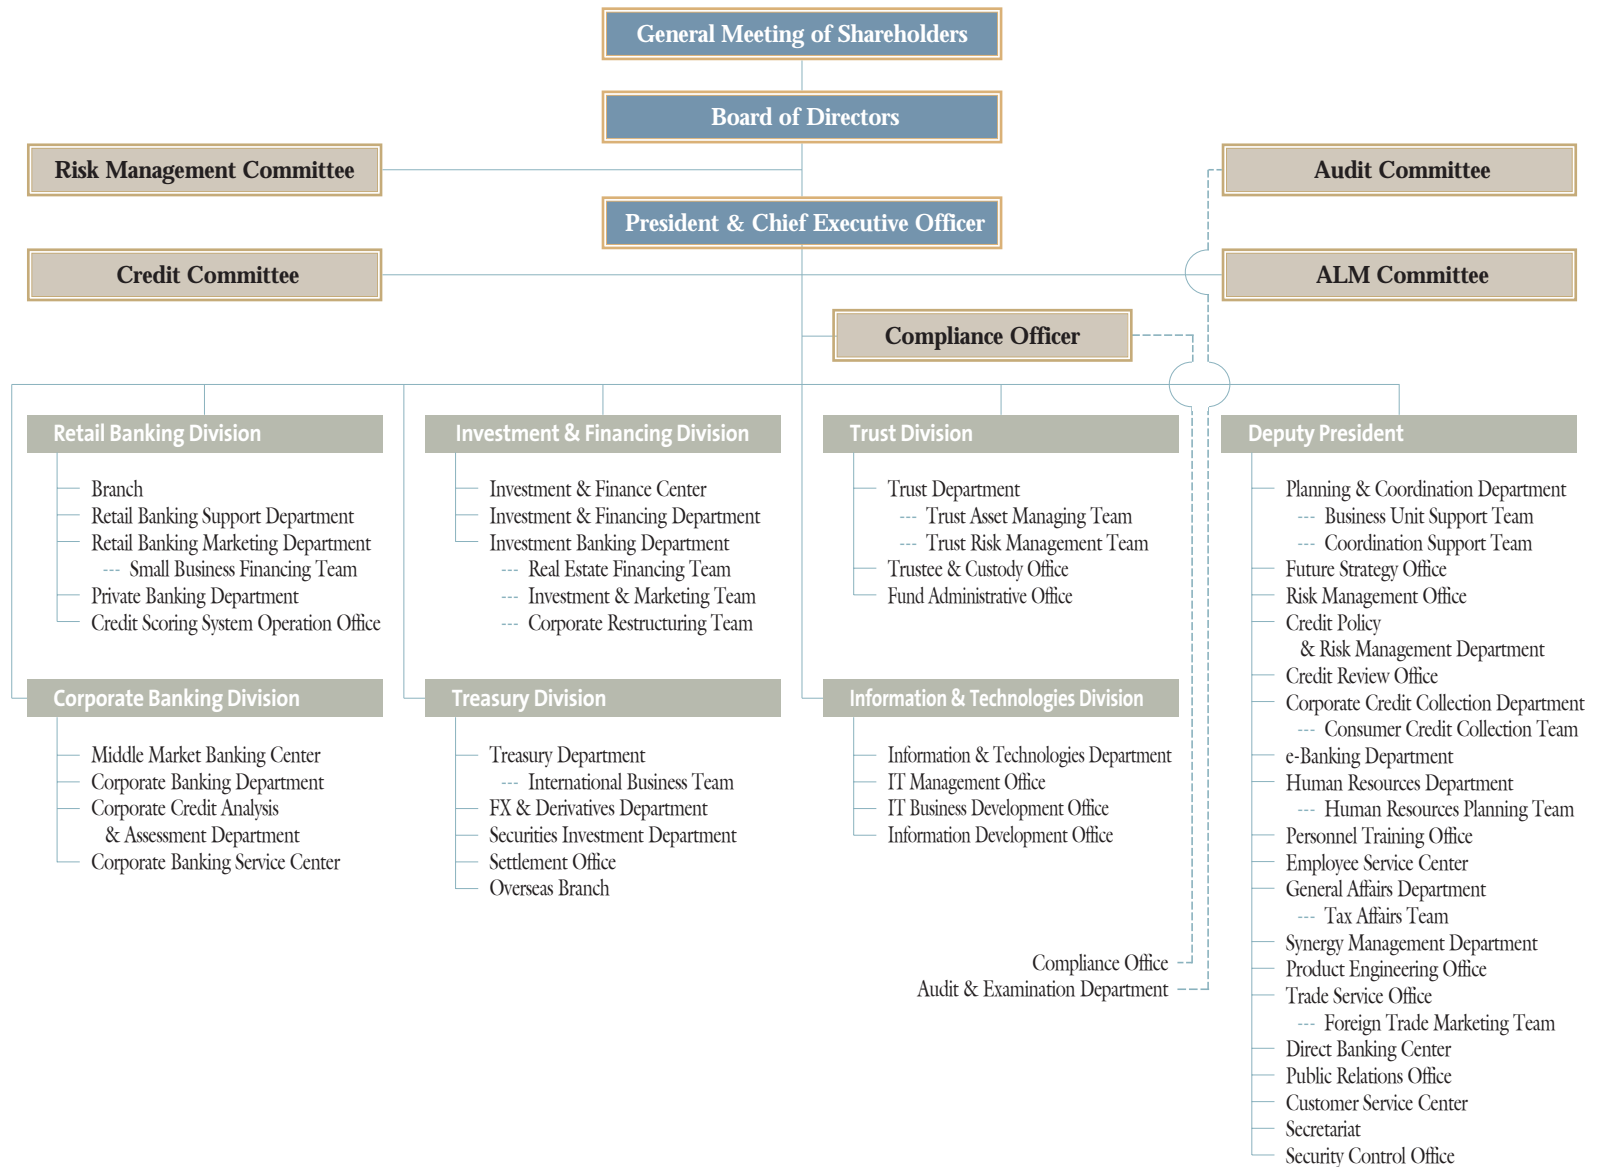 General Meeting of Shareholders
Board of Directors
Risk Management Committee
Audit Committee
President & Chief Executive Officer
Credit Committee
ALM Committee
Compliance Officer
Retail Banking Division
Branch
Retail Banking Support Department
Retail Banking Marketing Department
--- Small Business Financing Team
Private Banking Department
Credit Scoring System Operation Office
Investment & Financing Division
Investment & Finance Center
Investment & Financing Department
Investment Banking Department
--- Real Estate Financing Team
--- Investment & Marketing Team
--- Corporate Restructuring Team
Trust Division
Trust Department
--- Trust Asset Managing Team
--- Trust Risk Management Team
Trustee & Custody Office
Fund Administrative Office
Deputy President
Planning & Coordination Department
--- Business Unit Support Team
--- Coordination Support Team
Future Strategy Office
Risk Management Office
Credit Policy
& Risk Management Department
Credit Review Office
Corporate Credit Collection Department
--- Consumer Credit Collection Team
e-Banking Department
Human Resources Department
--- Human Resources Planning Team
Personnel Training Office
Employee Service Center
General Affairs Department
--- Tax Affairs Team
Synergy Management Department
Product Engineering Office
Trade Service Office
--- Foreign Trade Marketing Team
Direct Banking Center
Public Relations Office
Customer Service Center
Secretariat
Security Control Office
Corporate Banking Division
Middle Market Banking Center
Corporate Banking Department
Corporate Credit Analysis
& Assessment Department
Corporate Banking Service Center
Treasury Division
Treasury Department
--- International Business Team
FX & Derivatives Department
Securities Investment Department
Settlement Office
Overseas Branch
Information & Technologies Division
Information & Technologies Department
IT Management Office
IT Business Development Office
Information Development Office
Compliance Office
Audit & Examination Department